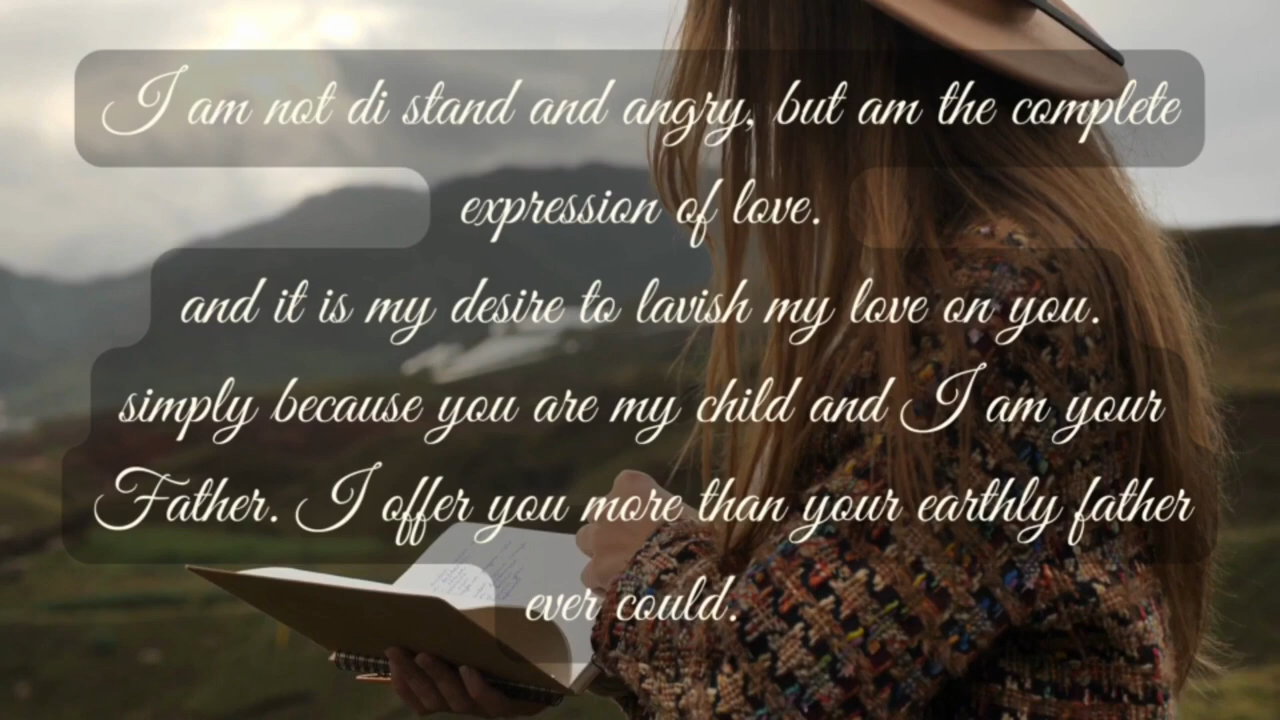 I am not di stand and angry, but am the complete
expression of love.
and it is my desire to lavish my love on you.
simply because you are my child and I am your
Father. I offer you more than your earthly father
ever could.